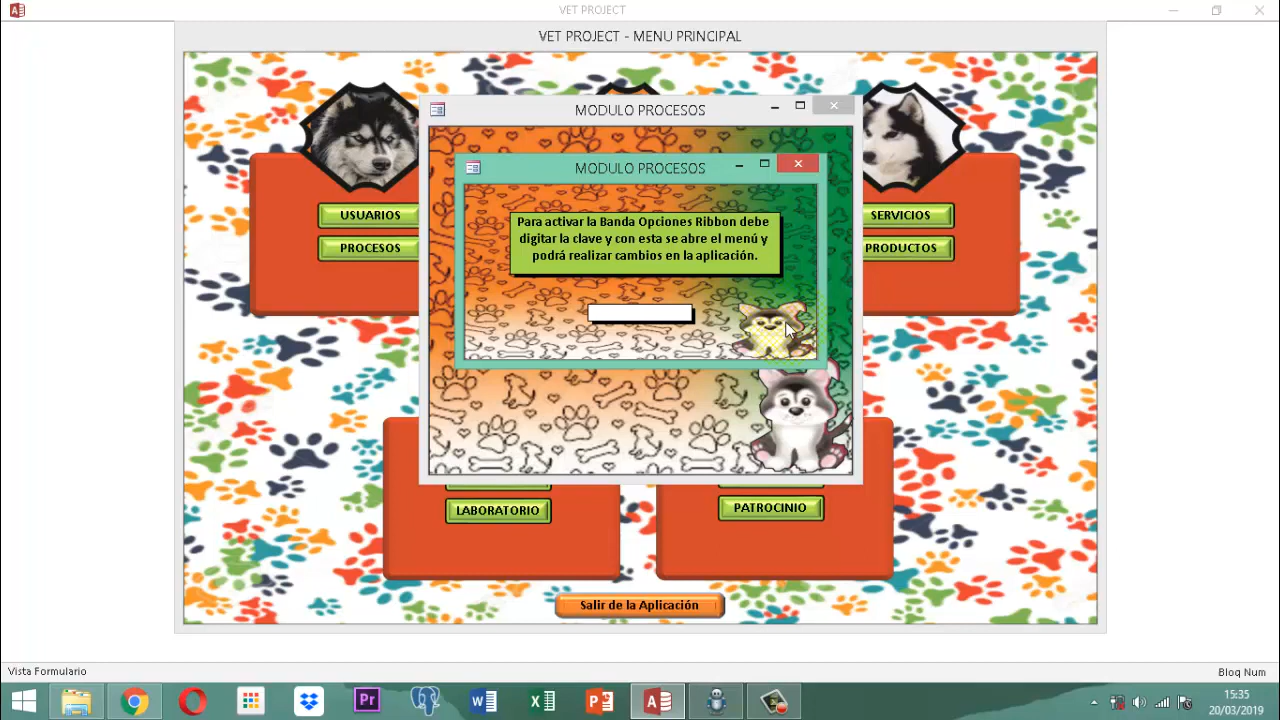 VET PROJECT
VET PROJECT - MENU PRINCIPAL
MODULO PROCESOS
MODULO PROCESOS
Para activar la Banda Opciones Ribbon debe
digitar la clave y con esta se abre el menú y
podrá realizar cambios en la aplicación.
USUARIOS
SERVICIOS
PROCESOS
PRODUCTOS
LABORATORIO
PATROCINIO
Salir de la Aplicación
Vista Formulario
Bloq Num
Pr
15:35
20/03/2019